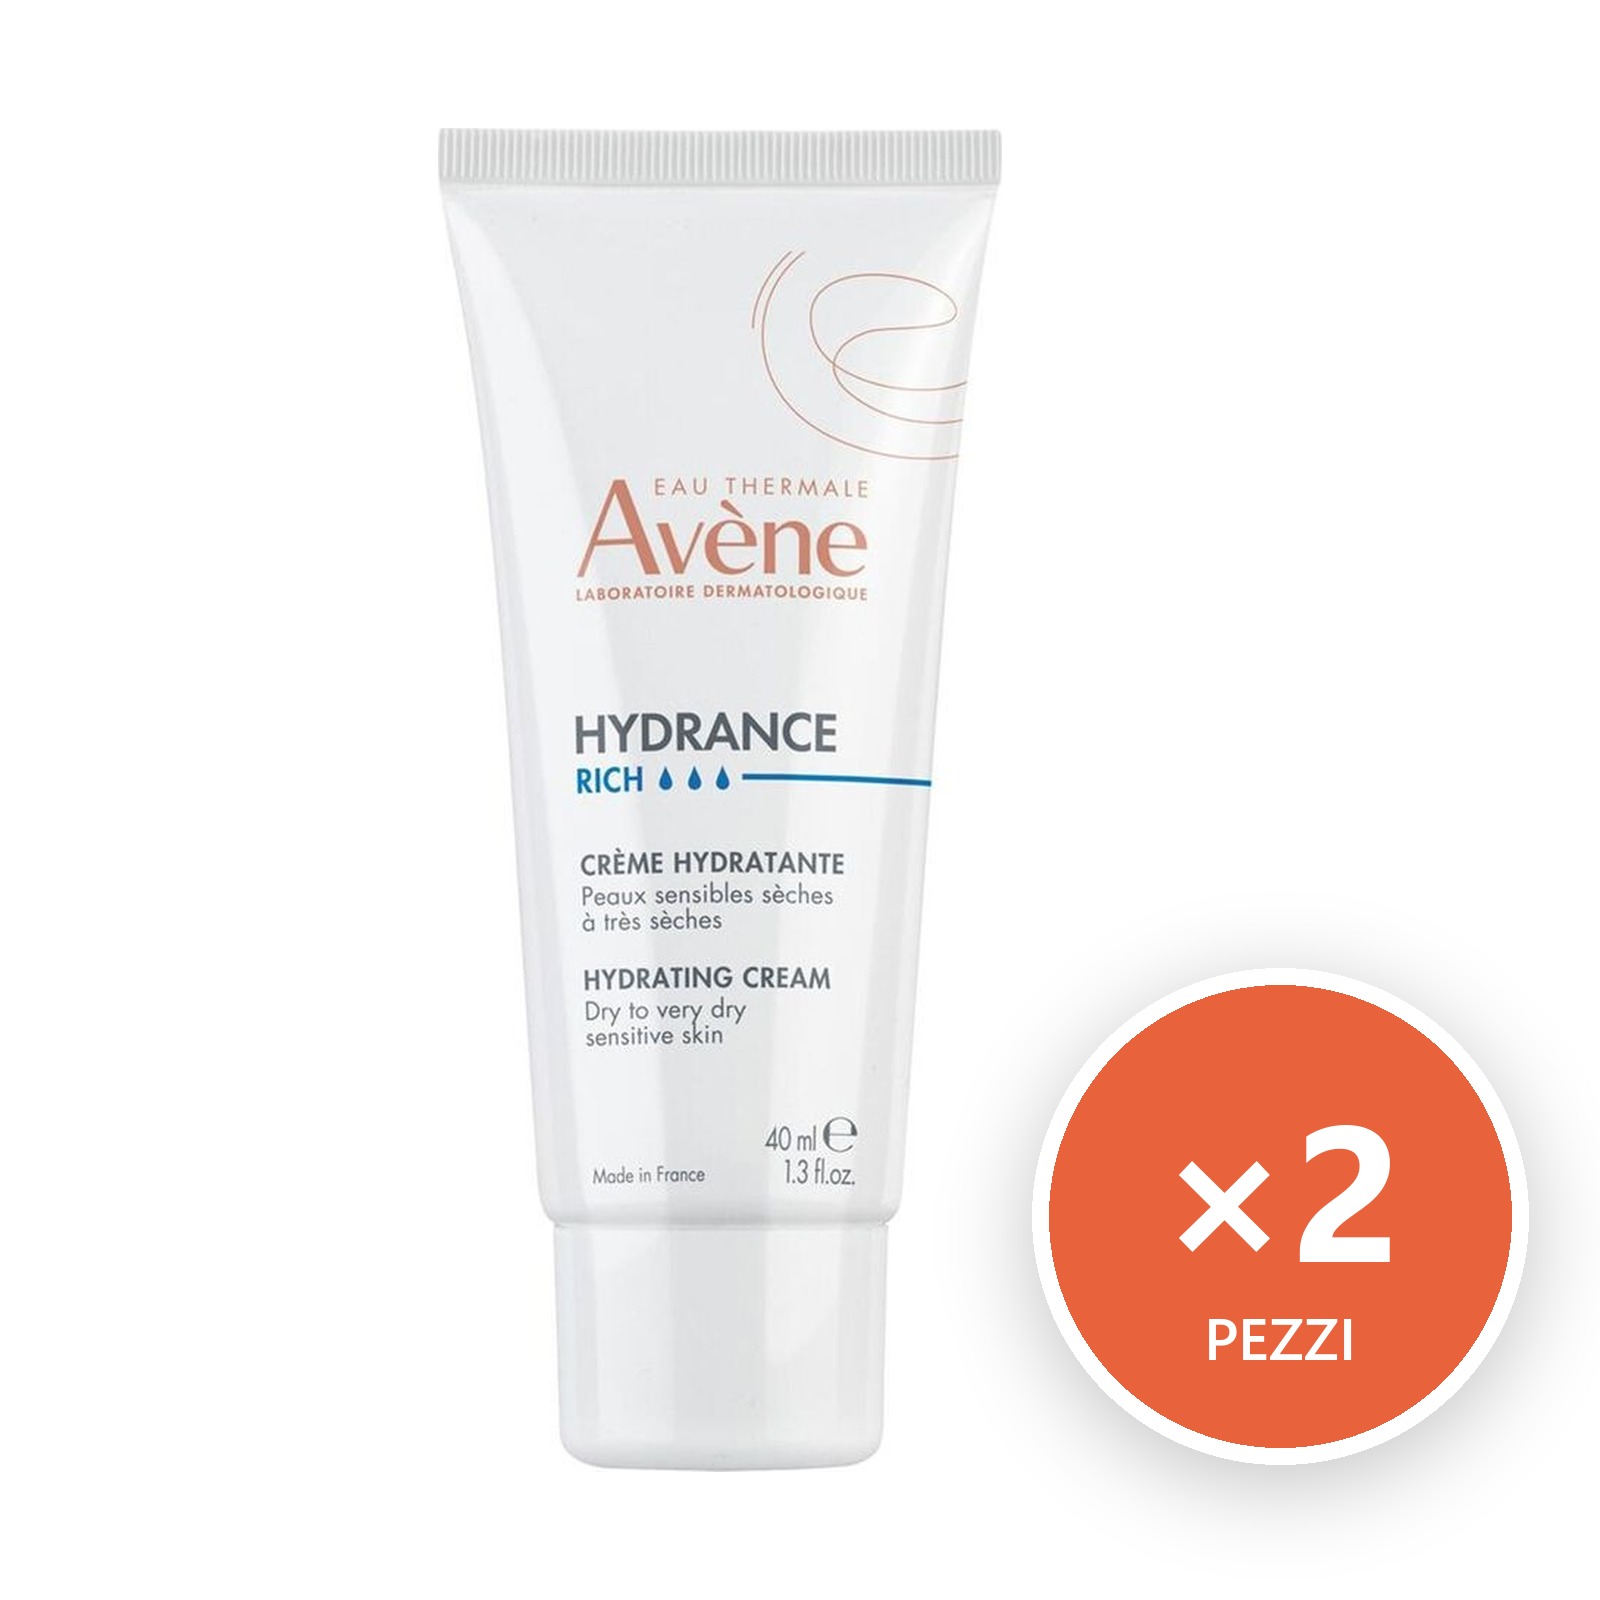 EAU THERMALE
Avène
LABORATOIRE DERMATOLOGIQUE
HYDRANCE
RICH
CRÈME HYDRATANTE
Peaux sensibles sèches
à très sèches
HYDRATING CREAM
Dry to very dry
sensitive skin
40 ml ℮
1.3 fl.oz.
Made in France
×2
PEZZI